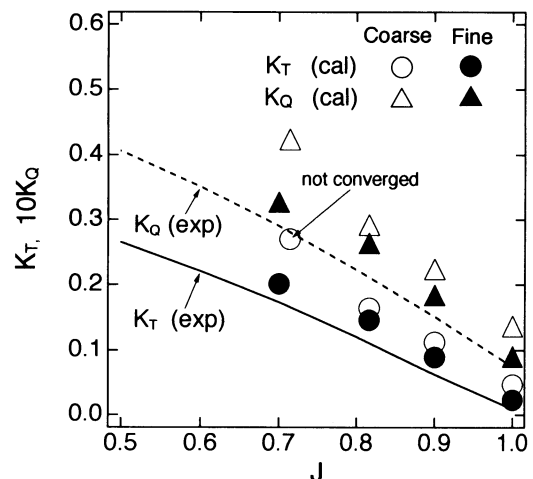 0.6
0.5
0.4
0.3
0.2
0.1
0.0
0.5 0.6 0.7 0.8 0.9 1.0
K_T, 10K_Q
J
Coarse Fine
K_T (cal)
K_Q (cal)
not converged
K_Q (exp)
K_T (exp)